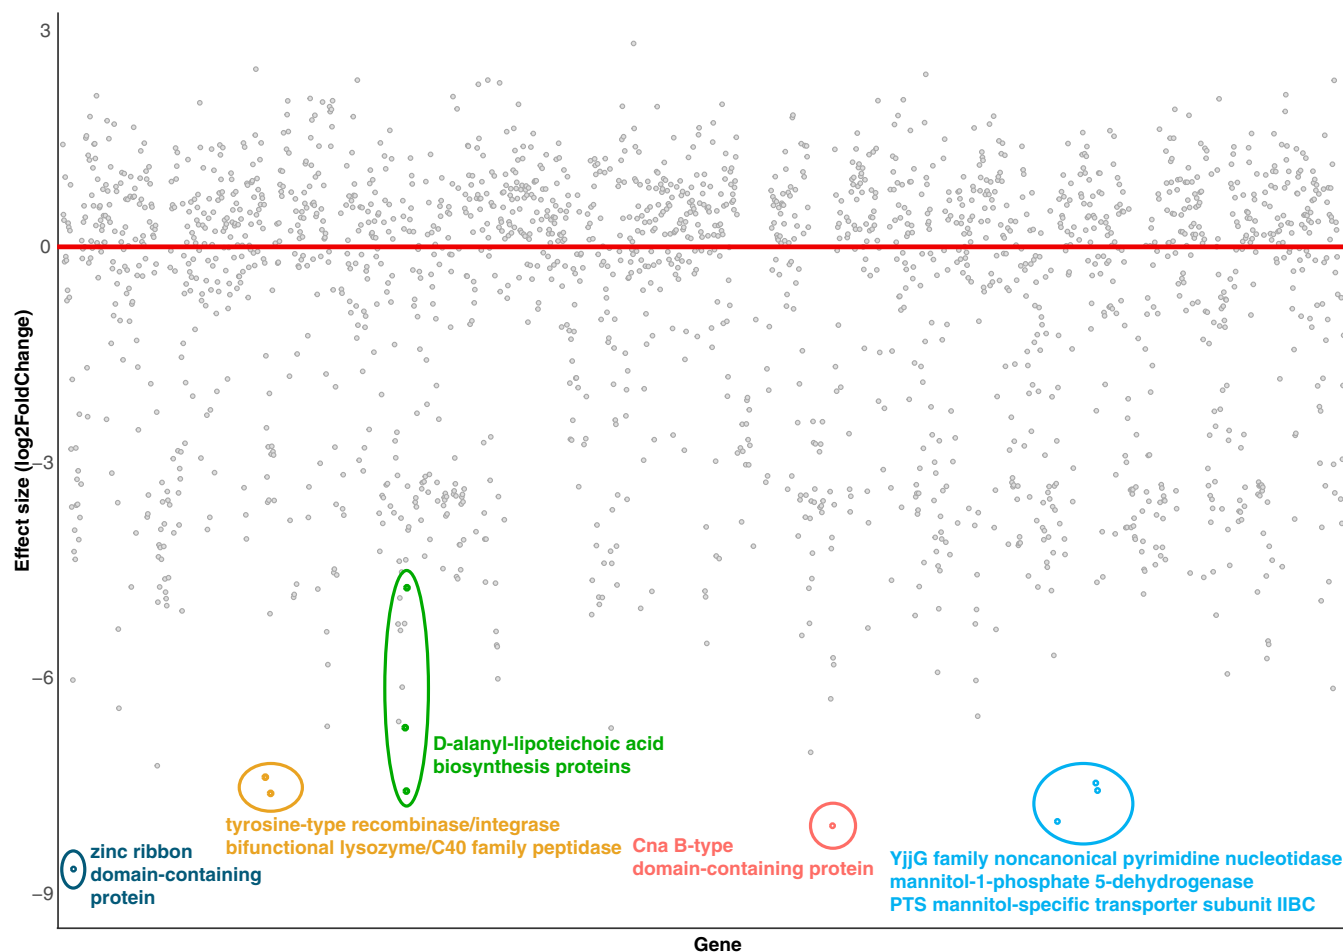 3
0
−3
−6
−9
Effect size (log2FoldChange)
D-alanyl-lipoteichoic acid
biosynthesis proteins
tyrosine-type recombinase/integrase
bifunctional lysozyme/C40 family peptidase
zinc ribbon
domain-containing
protein
Cna B-type
domain-containing protein
YjjG family noncanonical pyrimidine nucleotidase
mannitol-1-phosphate 5-dehydrogenase
PTS mannitol-specific transporter subunit IIBC
Gene